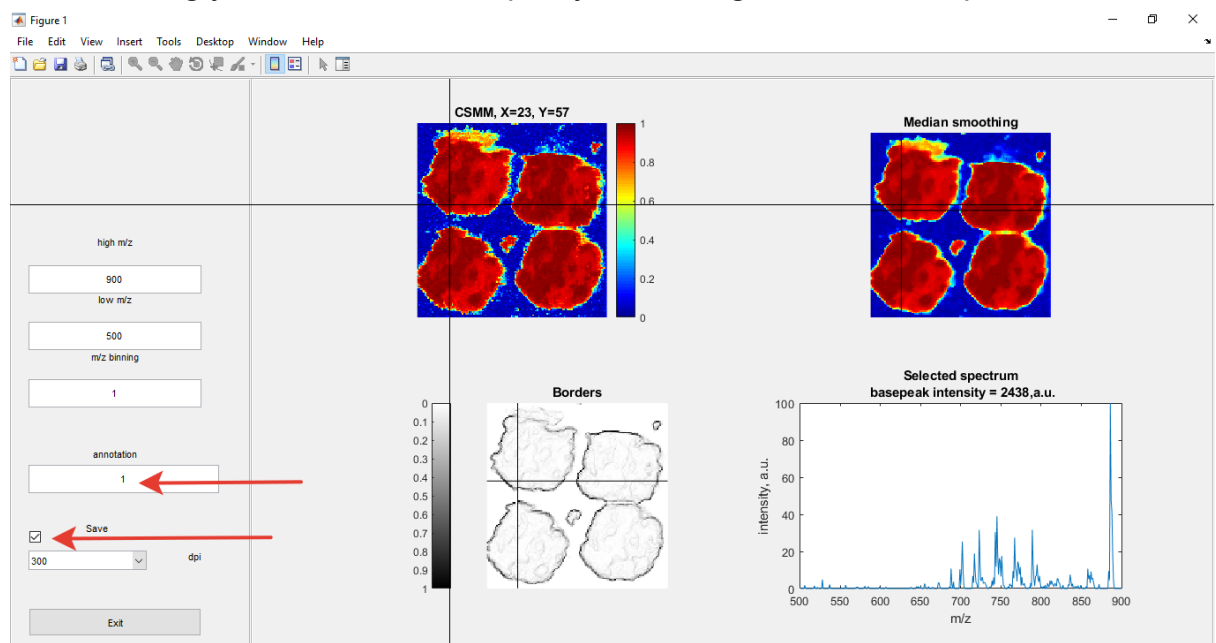 Figure 1
File Edit View Insert Tools Desktop Window Help
high m/z
900
low m/z
500
m/z binning
1
annotation
1
Save
300
dpi
Exit
CSMM, X=23, Y=57
1
0.8
0.6
0.4
0.2
0
Median smoothing
Borders
0
0.1
0.2
0.3
0.4
0.5
0.6
0.7
0.8
0.9
1
Selected spectrum
basepeak intensity = 2438,a.u.
intensity, a.u.
100
80
60
40
20
0
500 550 600 650 700 750 800 850 900
m/z